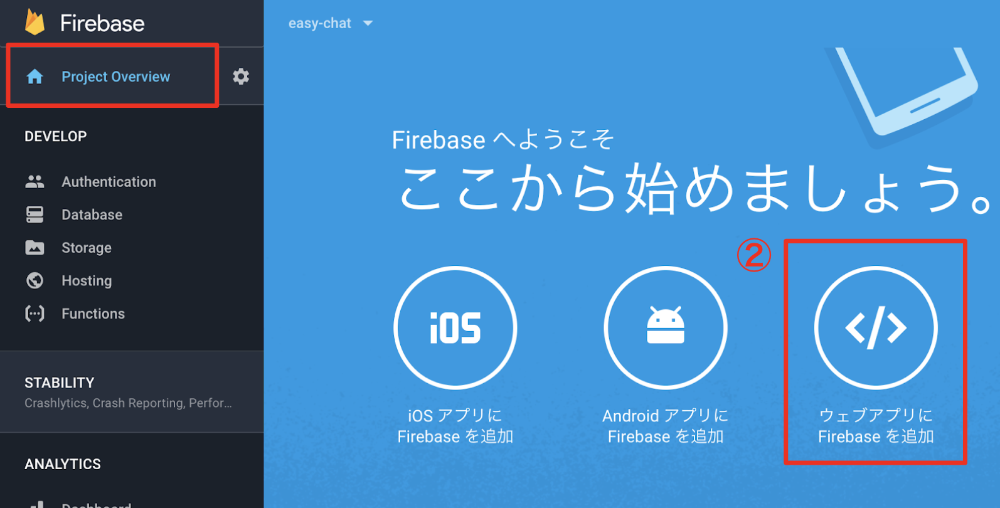 Firebase
easy-chat
Project Overview
DEVELOP
Authentication
Database
Storage
Hosting
Functions
STABILITY
Crashlytics, Crash Reporting, Perfor...
ANALYTICS
Dashboard
Firebase へようこそ
ここから始めましょう。
②
iOS
iOS アプリに
Firebase を追加
Android アプリに
Firebase を追加
</>
ウェブアプリに
Firebase を追加